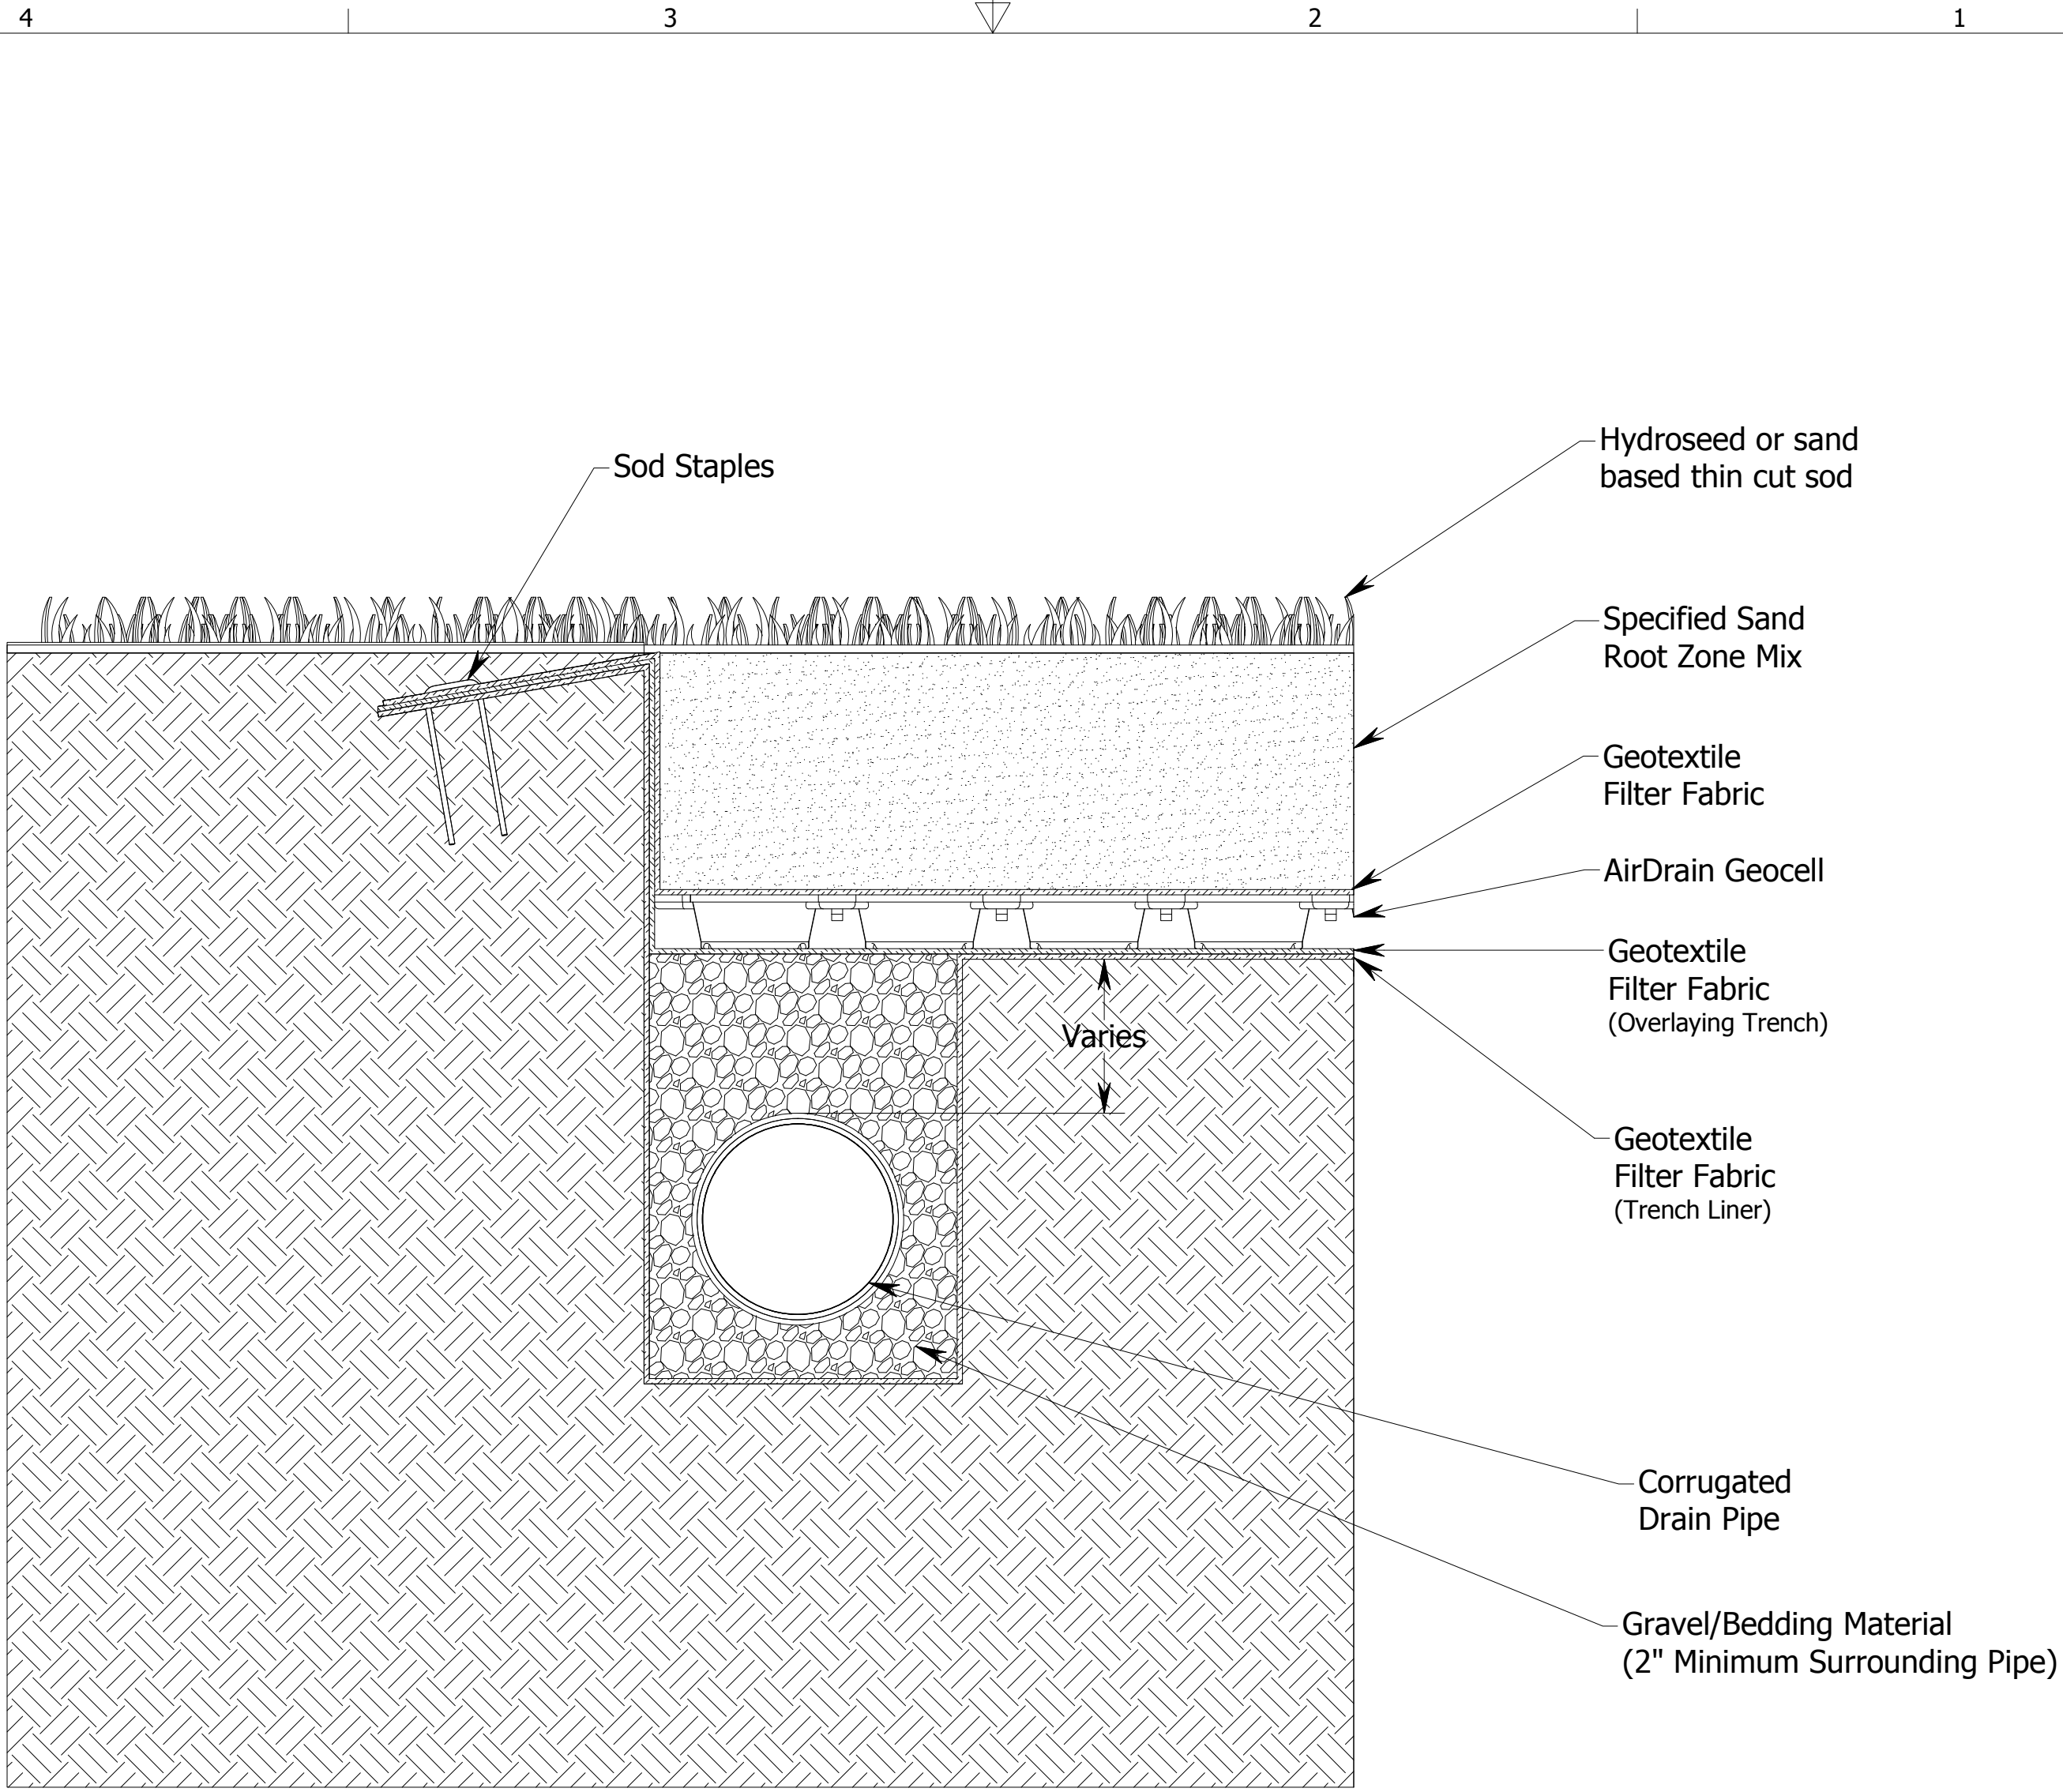 4 3 2 1
Sod Staples
Hydroseed or sand
based thin cut sod
Specified Sand
Root Zone Mix
Geotextile
Filter Fabric
AirDrain Geocell
Geotextile
Filter Fabric
(Overlaying Trench)
Varies
Geotextile
Filter Fabric
(Trench Liner)
Corrugated
Drain Pipe
Gravel/Bedding Material
(2" Minimum Surrounding Pipe)